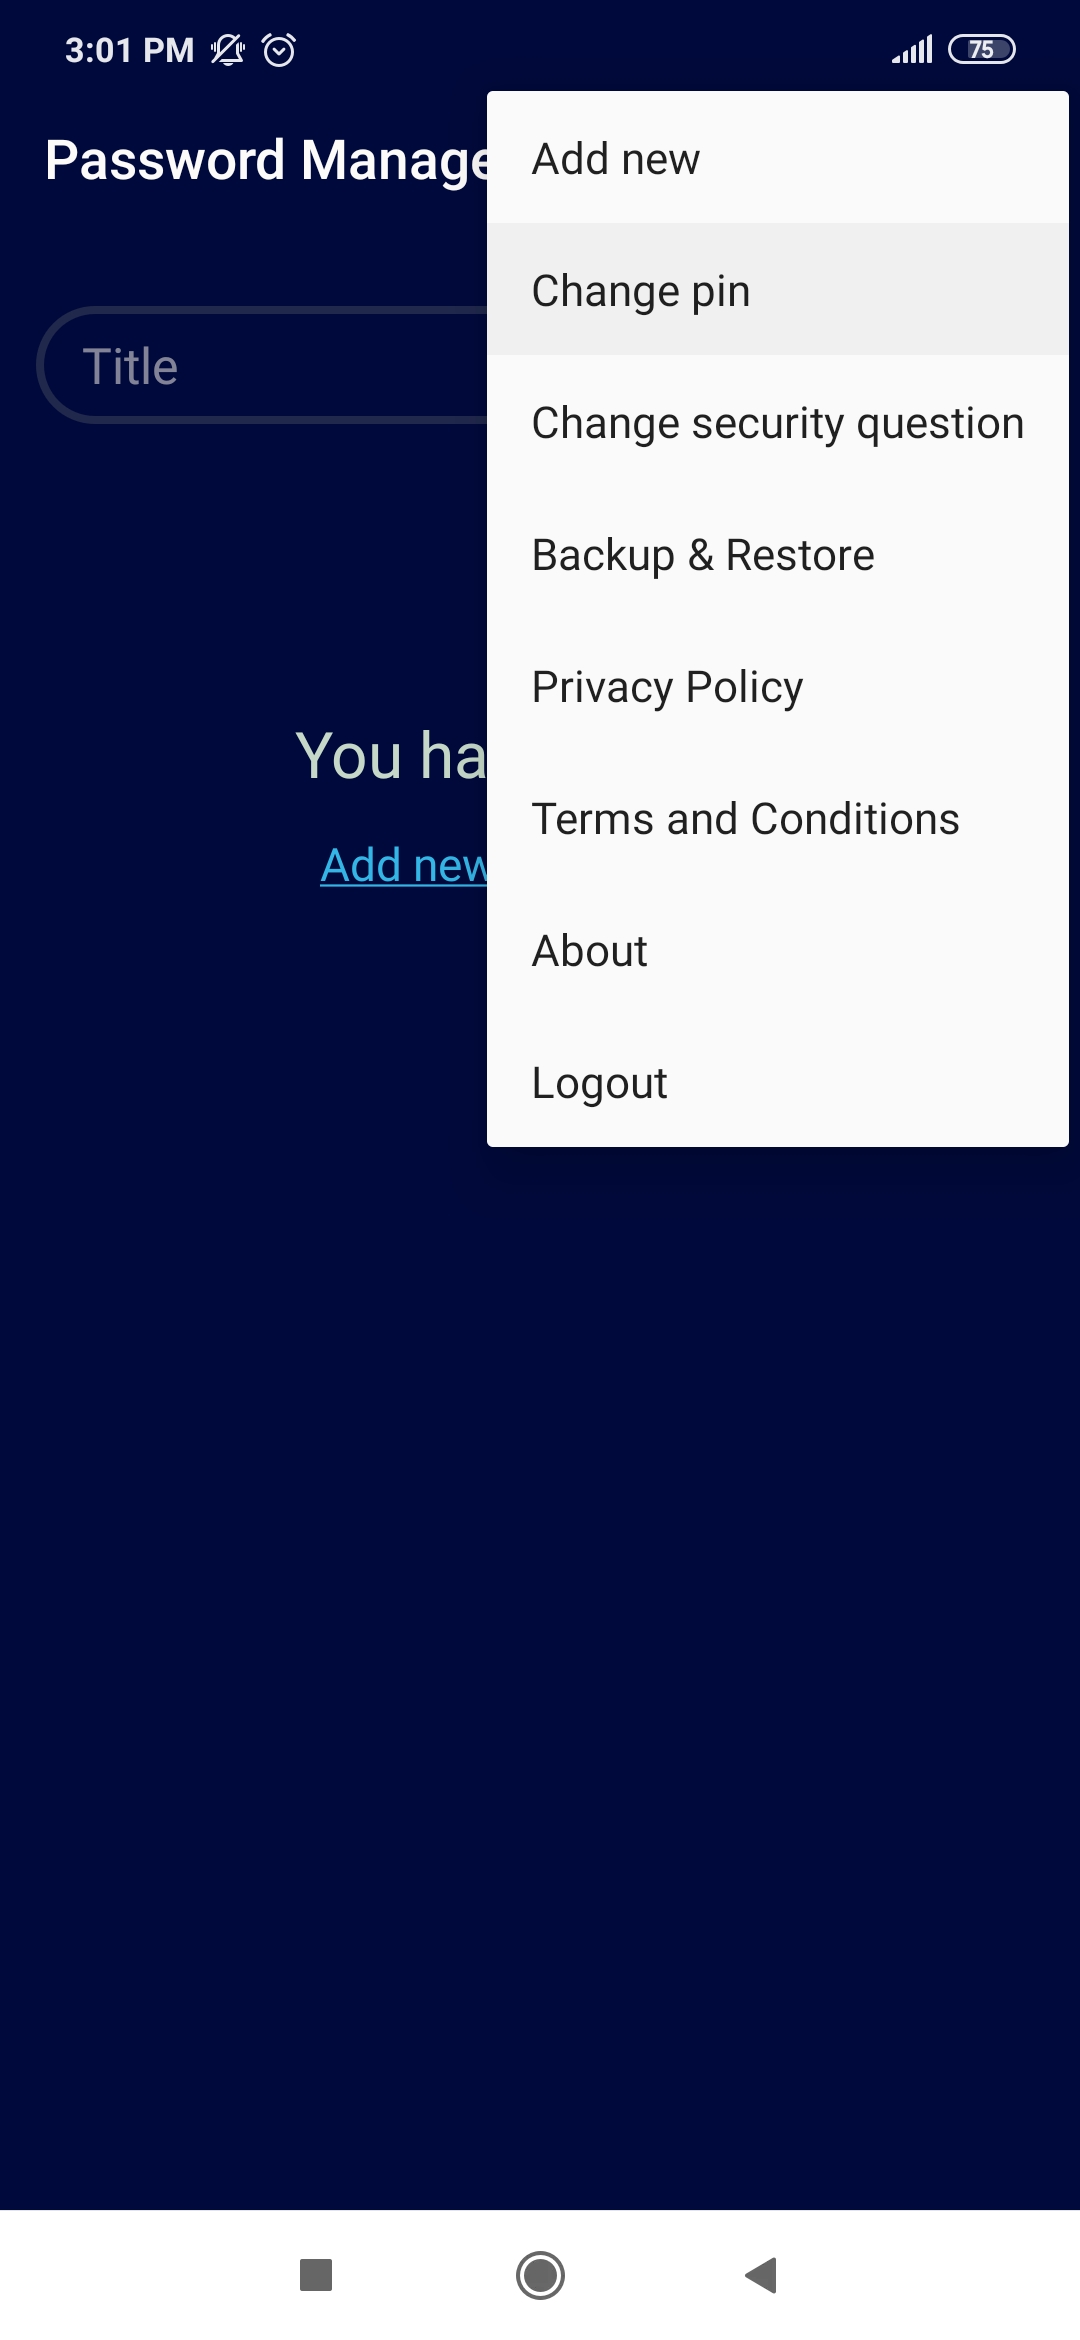 3:01 PM
75
Password Manage
Title
You ha
Add new
Add new
Change pin
Change security question
Backup & Restore
Privacy Policy
Terms and Conditions
About
Logout